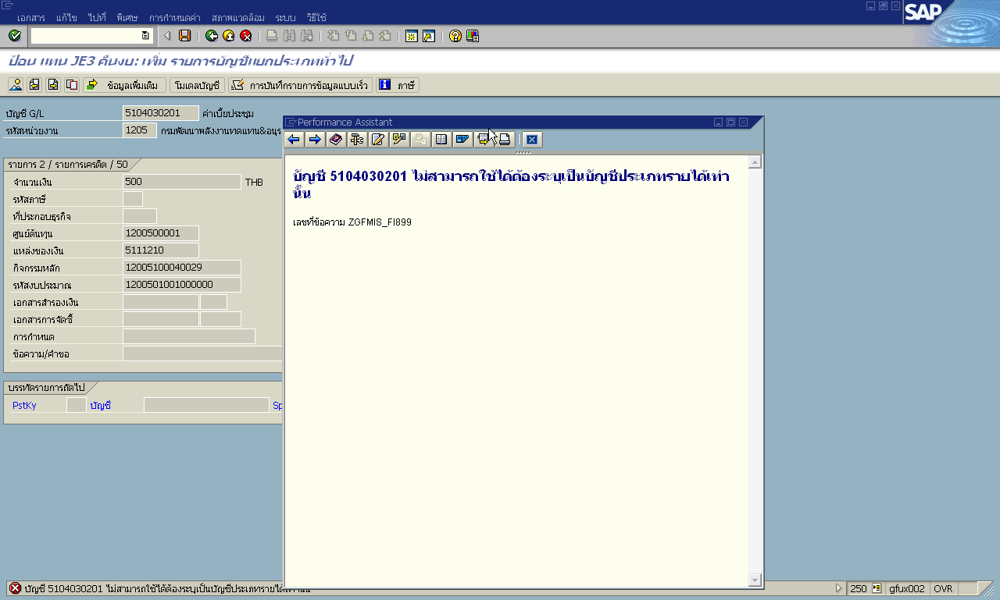 เอกสาร แก้ไข ไปที่ พิเศษ การกำหนดค่า สภาพแวดล้อม ระบบ วิธีใช้
SAP
ป้อน แทน JE3 คืนงบ: เพิ่ม รายการบัญชีแยกประเภททั่วไป
ข้อมูลเพิ่มเติม โมเดลบัญชี การบันทึกรายการข้อมูลแบบเร็ว ภาษี
บัญชี G/L 5104030201 ค่าเบี้ยประชุม
รหัสหน่วยงาน 1205 กรมพัฒนาพลังงานทดแทน&อนุร
รายการ 2 / รายการเครดิต / 50
จำนวนเงิน 500 THB
รหัสภาษี
ที่ประกอบธุรกิจ
ศูนย์ต้นทุน 1200500001
แหล่งของเงิน 5111210
กิจกรรมหลัก 12005100040029
รหัสงบประมาณ 1200501001000000
เอกสารสำรองเงิน
เอกสารการจัดซื้
การกำหนด
ข้อความ/คำขอ
บรรทัดรายการถัดไป
PstKy บัญชี Sp
Performance Assistant
บัญชี 5104030201 ไม่สามารถใช้ได้ต้องระบุเป็นบัญชีประเภทรายได้เท่า
นั้น
เลขที่ข้อความ ZGFMIS_FI899
บัญชี 5104030201 ไม่สามารถใช้ได้ต้องระบุเป็นบัญชีประเภทรายได้เท่านั้น
250 gfux002 OVR